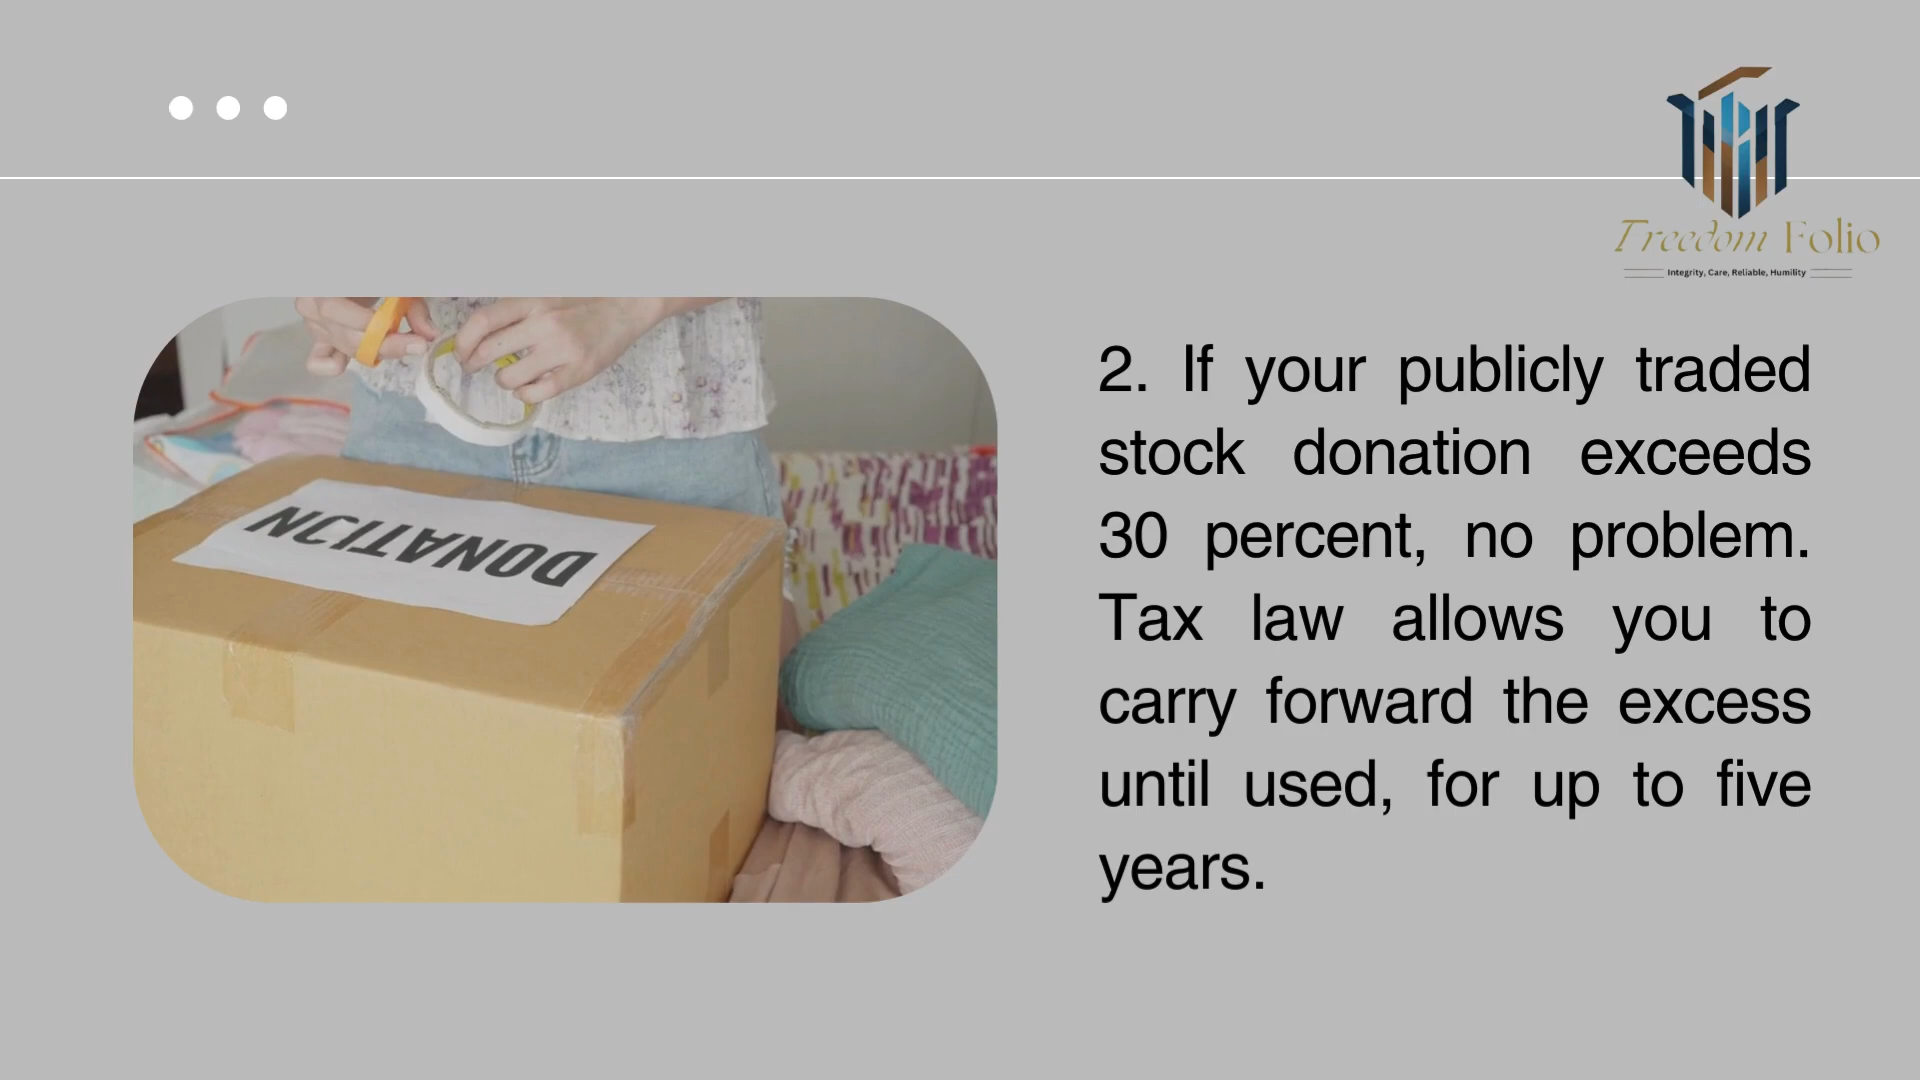 Freedom Folio
Integrity, Care, Reliable, Humility
DONATION
2. If your publicly traded
stock donation exceeds
30 percent, no problem.
Tax law allows you to
carry forward the excess
until used, for up to five
years.